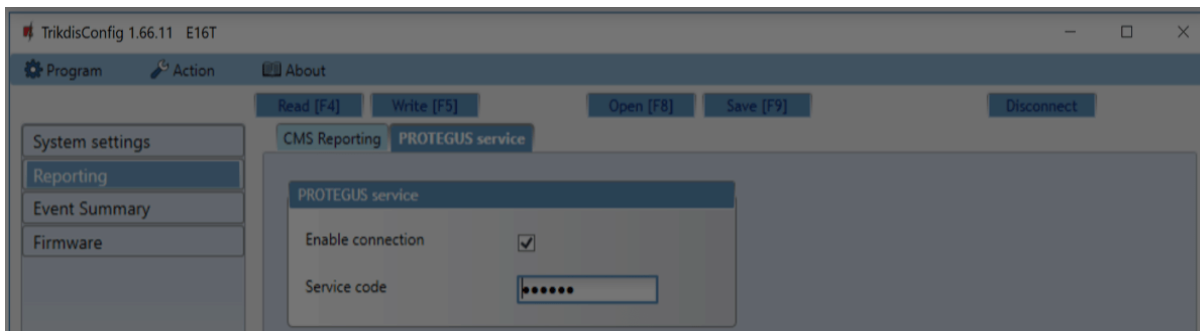 TrikdisConfig 1.66.11 E16T
Program Action About
Read [F4] Write [F5] Open [F8] Save [F9] Disconnect
System settings
Reporting
Event Summary
Firmware
CMS Reporting PROTEGUS service
PROTEGUS service
Enable connection
Service code ••••••